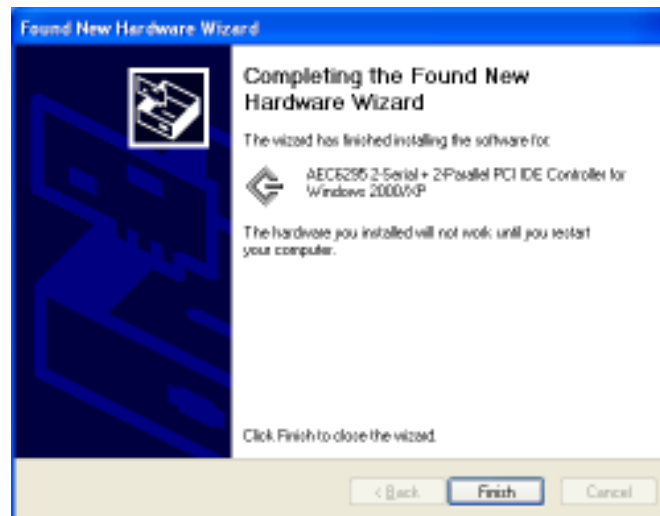 Found New Hardware Wizard
Completing the Found New
Hardware Wizard
The wizard has finished installing the software for:
AEC6295 2-Serial + 2-Parallel PCI IDE Controller for
Windows 2000/XP
The hardware you installed will not work until you restart
your computer.
Click Finish to close the wizard.
< Back Finish Cancel